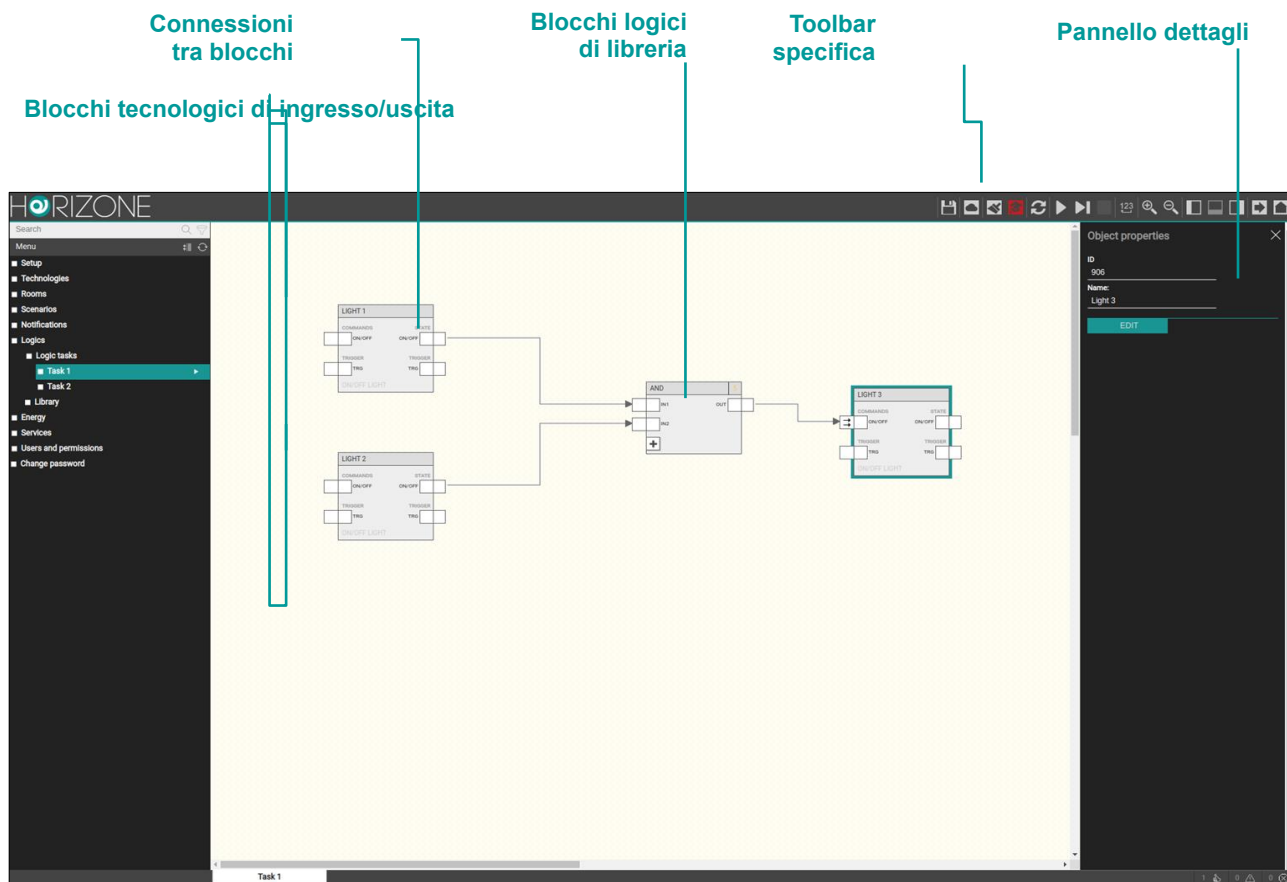 Connessioni
tra blocchi
Blocchi logici
di libreria
Toolbar
specifica
Pannello dettagli
Blocchi tecnologici di ingresso/uscita
HORIZONE
123
Search
Menu
Setup
Technologies
Rooms
Scenarios
Notifications
Logics
Logic tasks
Task 1
Task 2
Library
Energy
Services
Users and permissions
Change password
LIGHT 1
COMMANDS STATE
ON/OFF ON/OFF
TRIGGER TRIGGER
TRG TRG
ON/OFF LIGHT
LIGHT 2
COMMANDS STATE
ON/OFF ON/OFF
TRIGGER TRIGGER
TRG TRG
ON/OFF LIGHT
AND
IN1 OUT
IN2
LIGHT 3
COMMANDS STATE
ON/OFF ON/OFF
TRIGGER TRIGGER
TRG TRG
ON/OFF LIGHT
Object properties
ID
906
Name:
Light 3
EDIT
Task 1
1 0 0